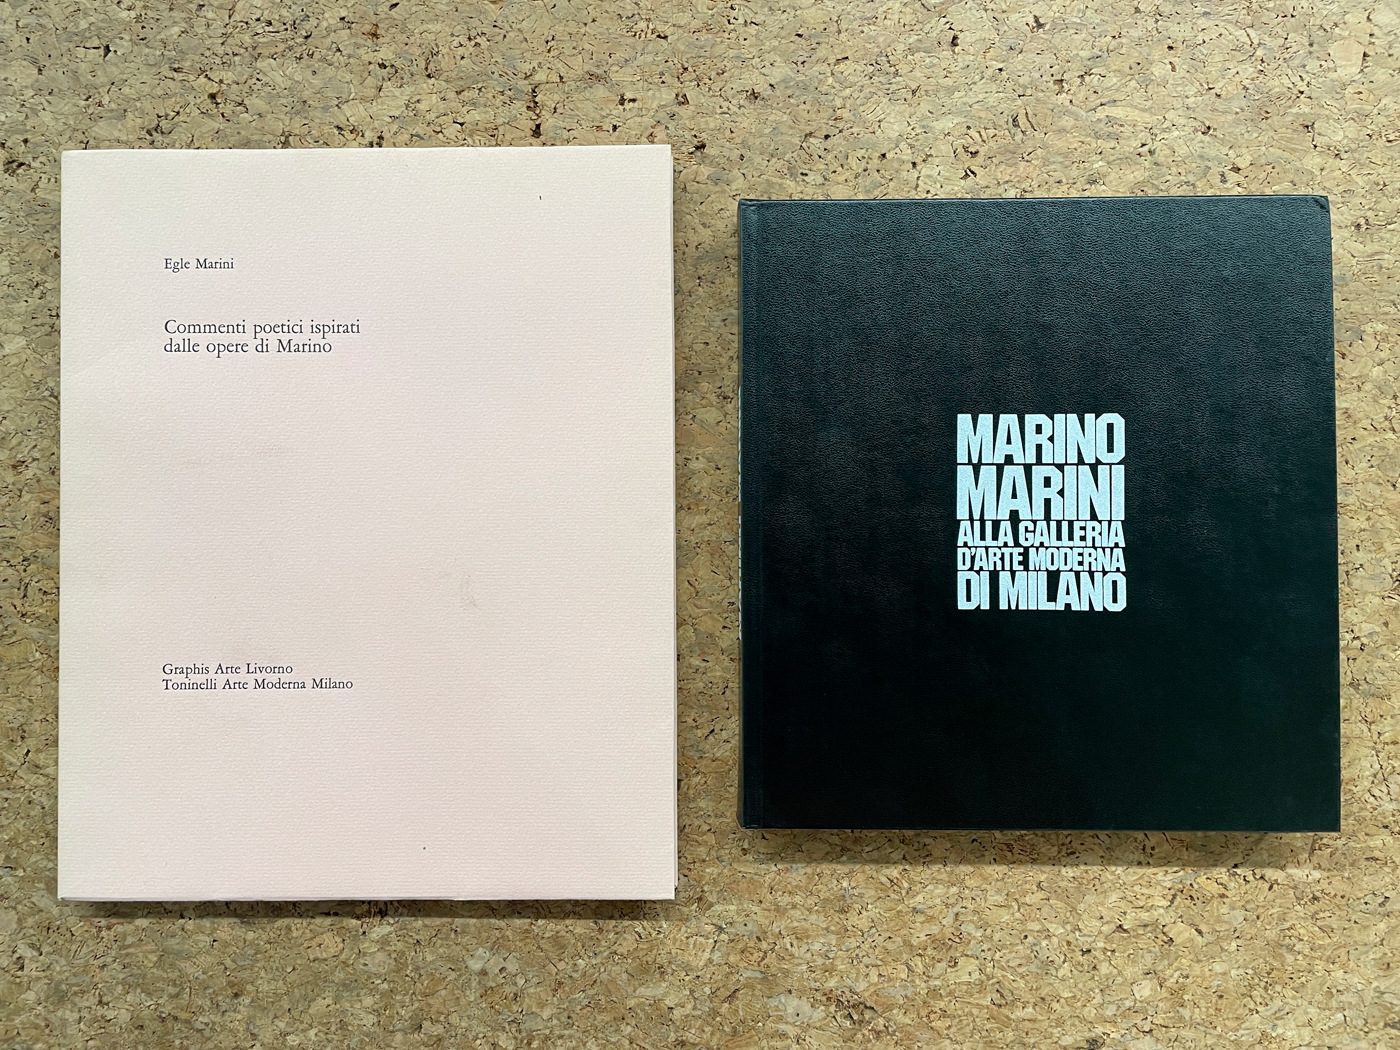 Egle Marini
Commenti poetici ispirati
dalle opere di Marino
Graphis Arte Livorno
Toninelli Arte Moderna Milano
MARINO
MARINI
ALLA GALLERIA
D'ARTE MODERNA
DI MILANO